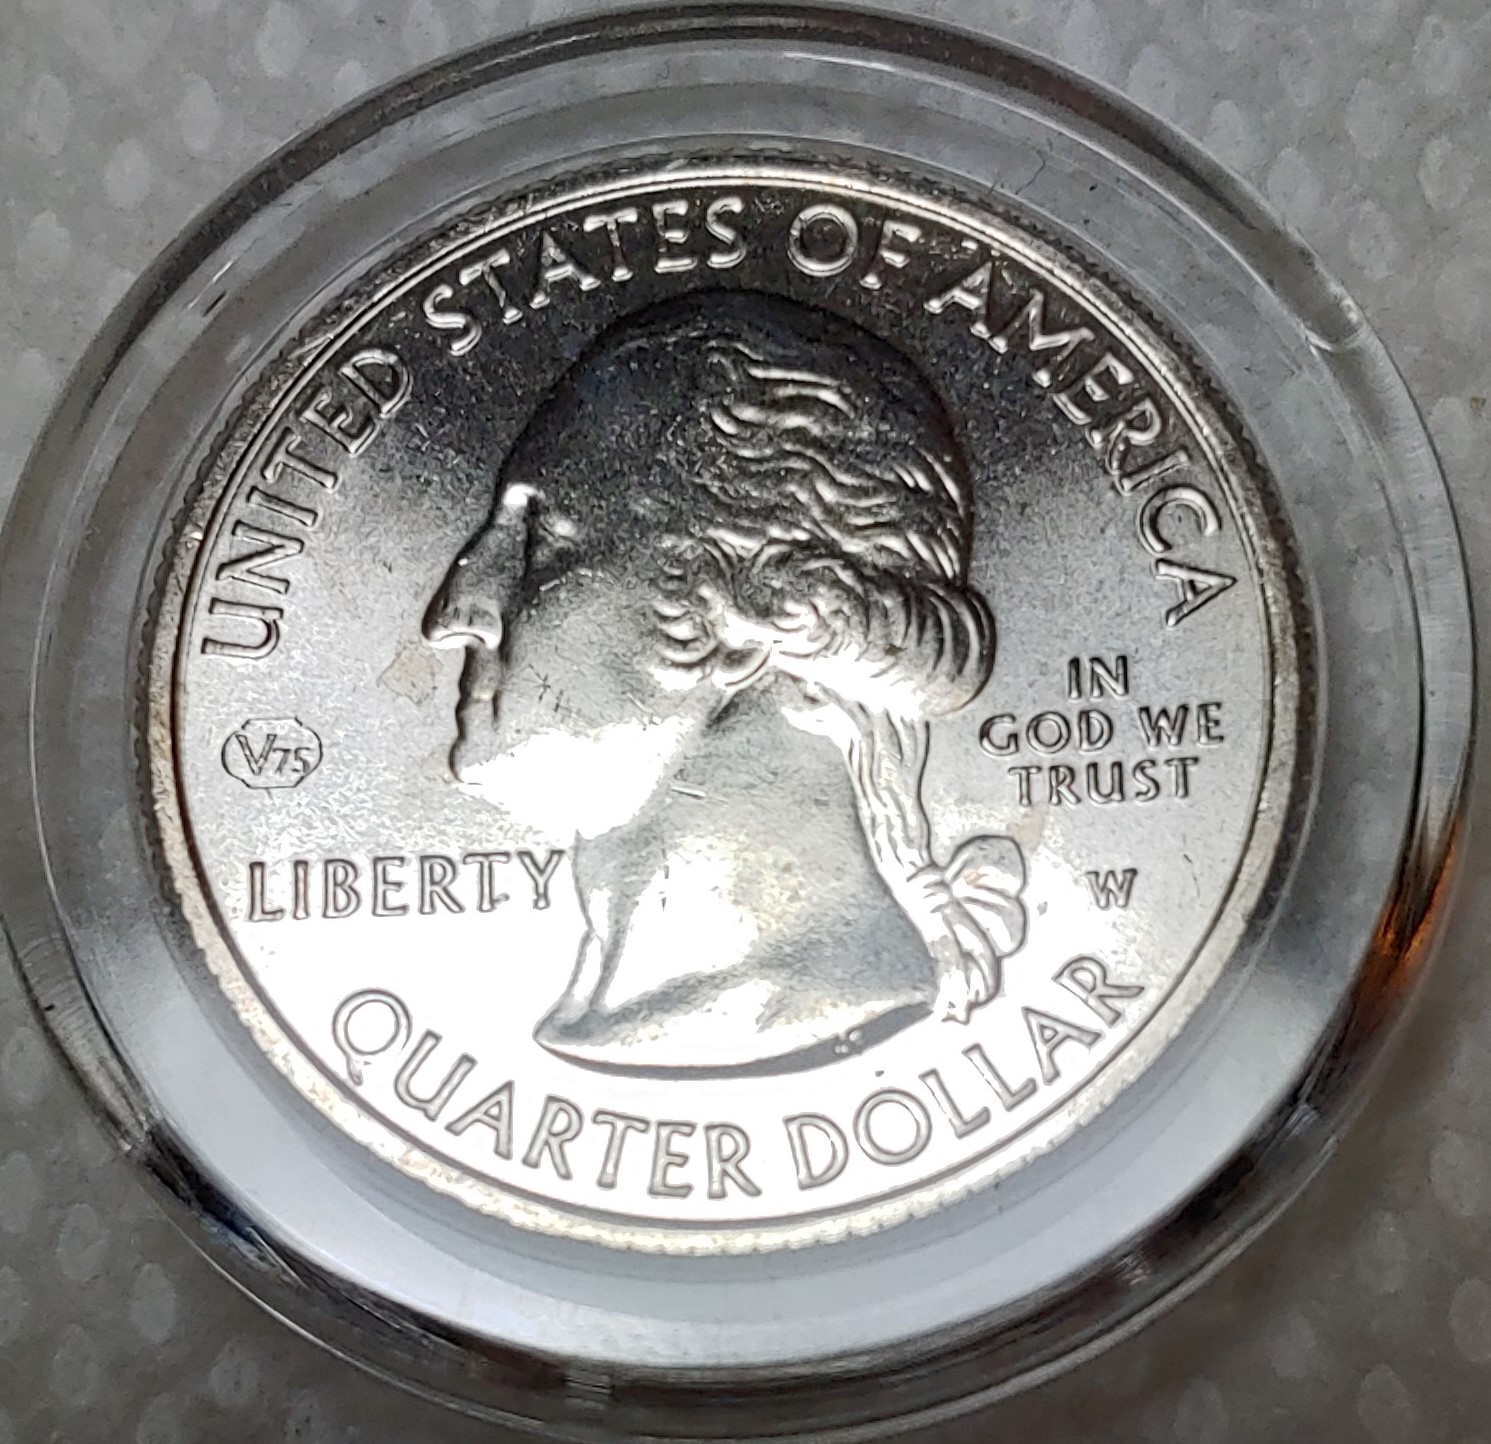 UNITED STATES OF AMERICA
IN
GOD WE
TRUST
V75
LIBERTY
W
QUARTER DOLLAR